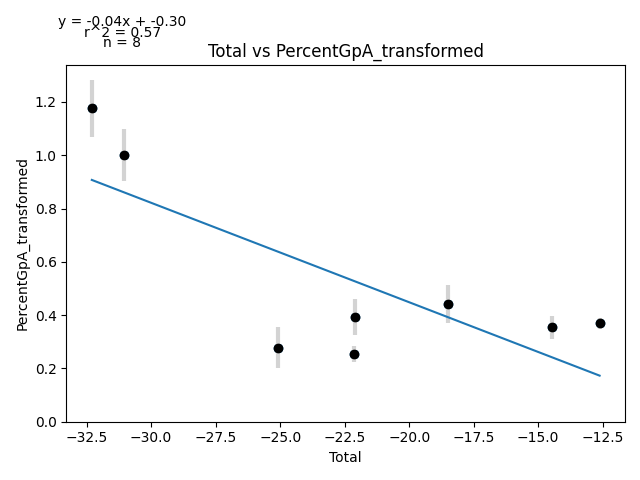 y = -0.04x + -0.30
r^2 = 0.57
n = 8
Total vs PercentGpA_transformed
1.2
1.0
0.8
0.6
0.4
0.2
0.0
PercentGpA_transformed
−32.5 −30.0 −27.5 −25.0 −22.5 −20.0 −17.5 −15.0 −12.5
Total